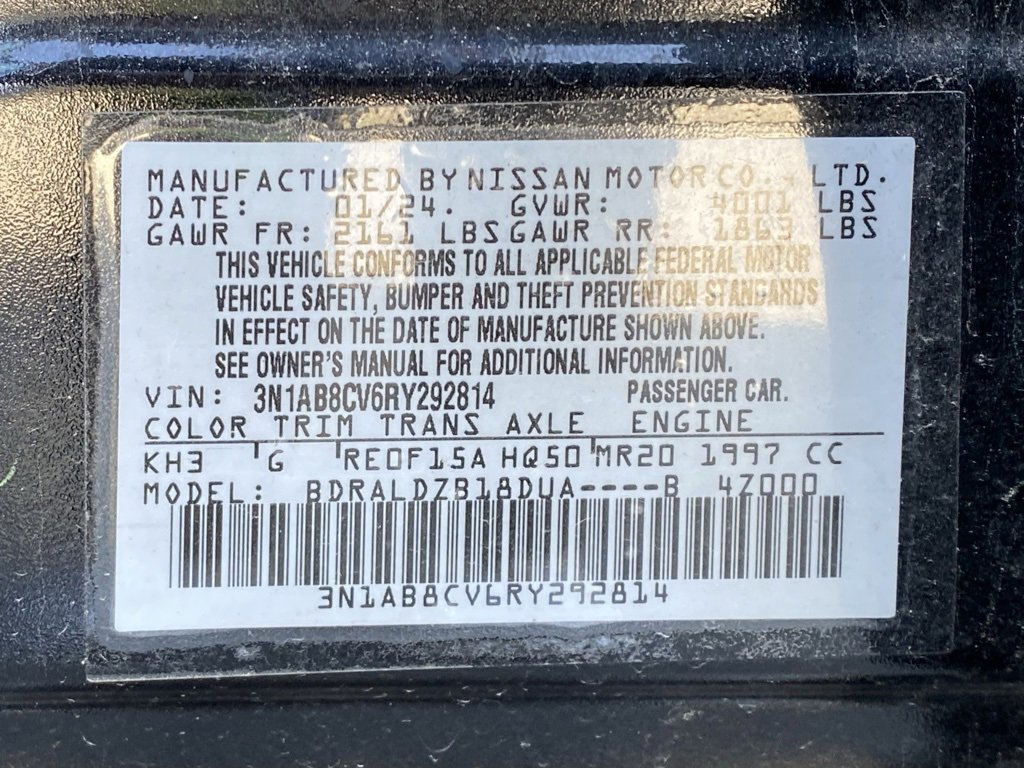 MANUFACTURED BY NISSAN MOTOR CO., LTD.
DATE: 01/24. GVWR: 4001 LBS
GAWR FR: 2161 LBS GAWR RR: 1863 LBS
THIS VEHICLE CONFORMS TO ALL APPLICABLE FEDERAL MOTOR
VEHICLE SAFETY, BUMPER AND THEFT PREVENTION STANDARDS
IN EFFECT ON THE DATE OF MANUFACTURE SHOWN ABOVE.
SEE OWNER'S MANUAL FOR ADDITIONAL INFORMATION.
VIN: 3N1AB8CV6RY292814 PASSENGER CAR.
COLOR TRIM TRANS AXLE ENGINE
KH3 G RE0F15A HQ50 MR20 1997 CC
MODEL: BDRALDZB18DUA----B 4Z000
3N1AB8CV6RY292814